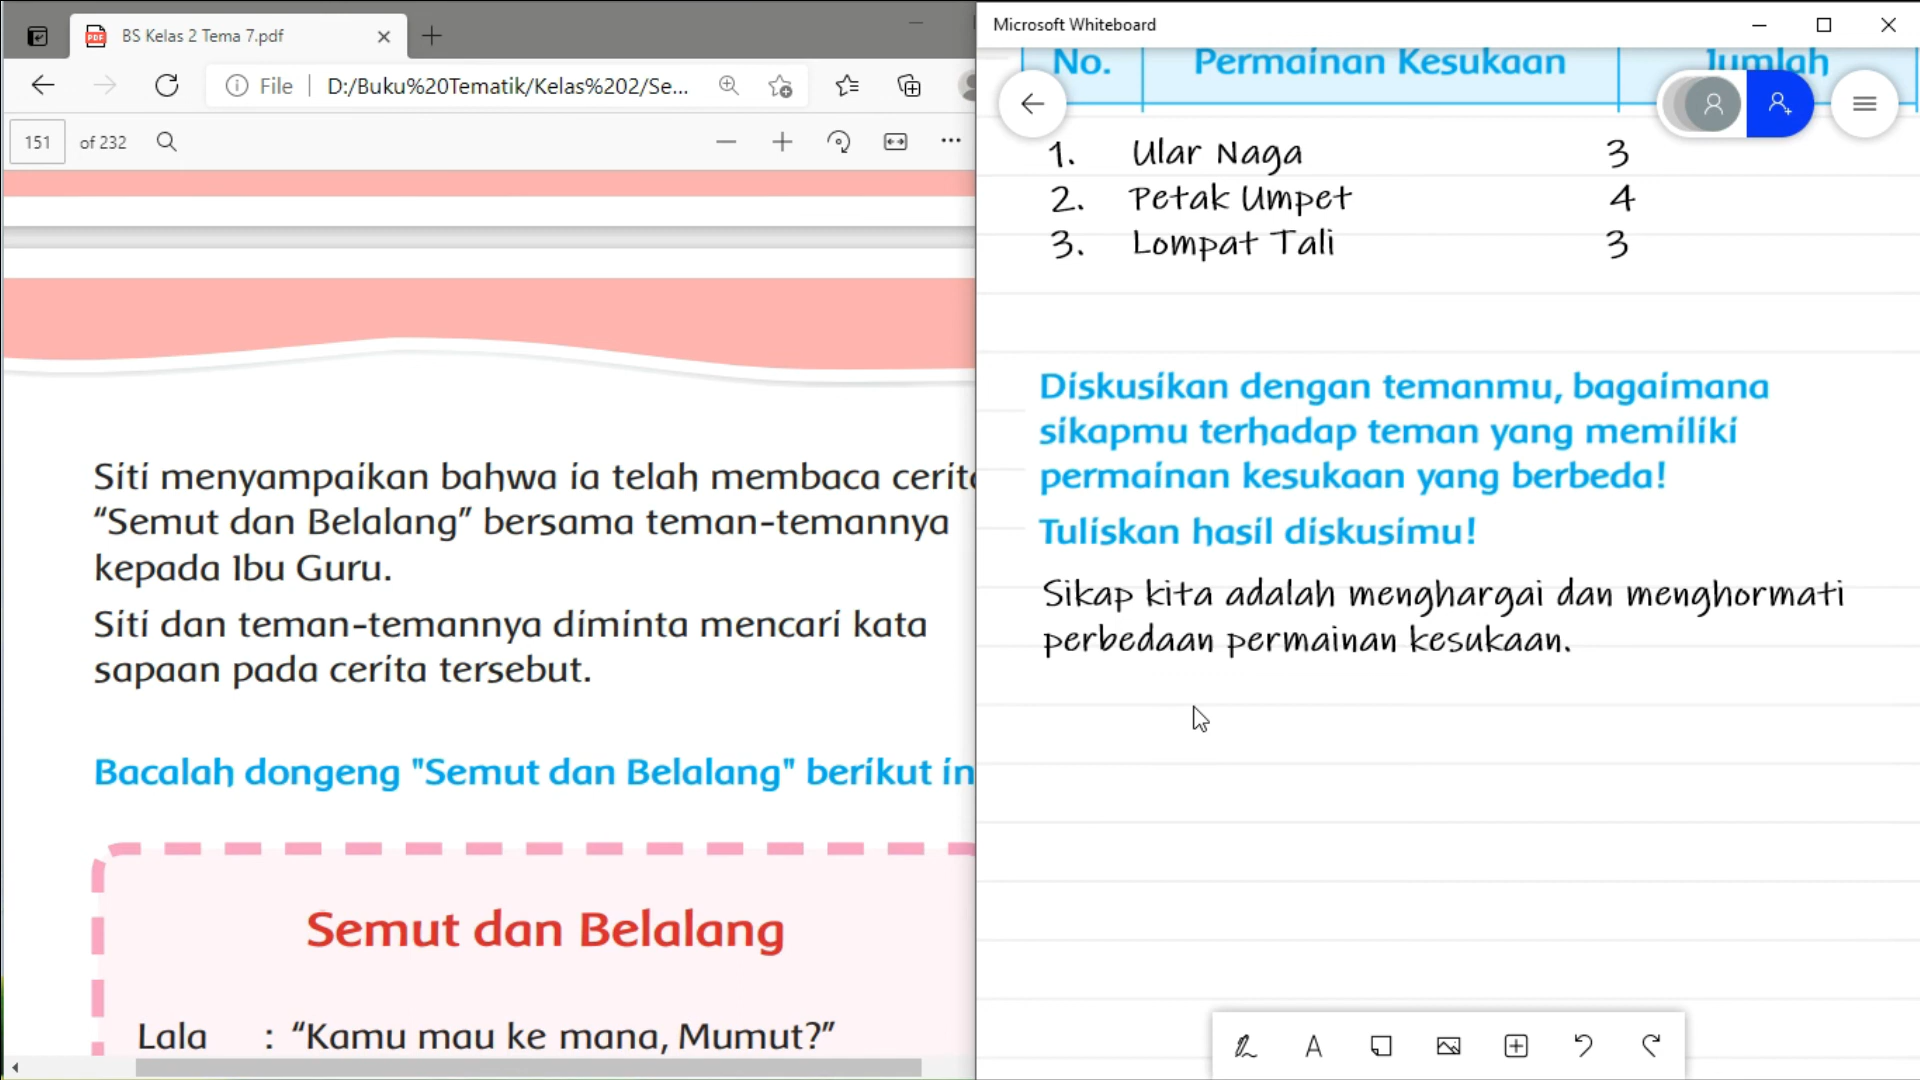 BS Kelas 2 Tema 7.pdf
File
D:/Buku%20Tematik/Kelas%202/Se...
151 of 232
Siti menyampaikan bahwa ia telah membaca cerita
“Semut dan Belalang” bersama teman-temannya
kepada Ibu Guru.
Siti dan teman-temannya diminta mencari kata
sapaan pada cerita tersebut.
Bacalah dongeng "Semut dan Belalang" berikut in
Semut dan Belalang
Lala : “Kamu mau ke mana, Mumut?”
Microsoft Whiteboard
No. Permainan Kesukaan Jumlah
1. Ular Naga 3
2. Petak Umpet 4
3. Lompat Tali 3
Diskusikan dengan temanmu, bagaimana
sikapmu terhadap teman yang memiliki
permainan kesukaan yang berbeda!
Tuliskan hasil diskusimu!
Sikap kita adalah menghargai dan menghormati
perbedaan permainan kesukaan.